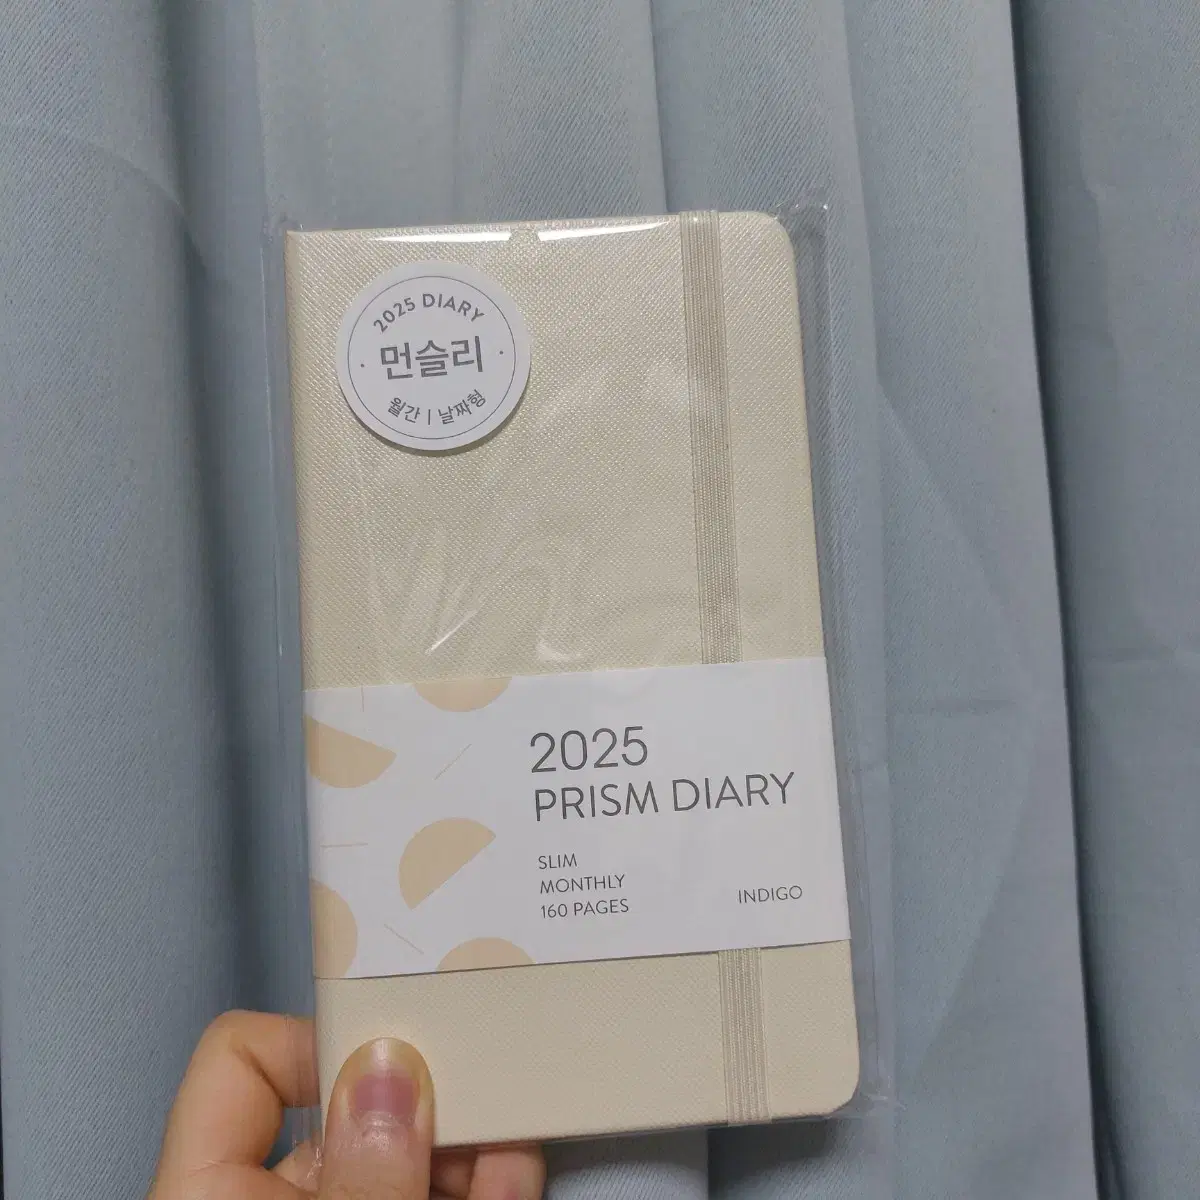 2025 DIARY
· 먼슬리 ·
월간 | 날짜형
2025
PRISM DIARY
SLIM
MONTHLY
160 PAGES
INDIGO